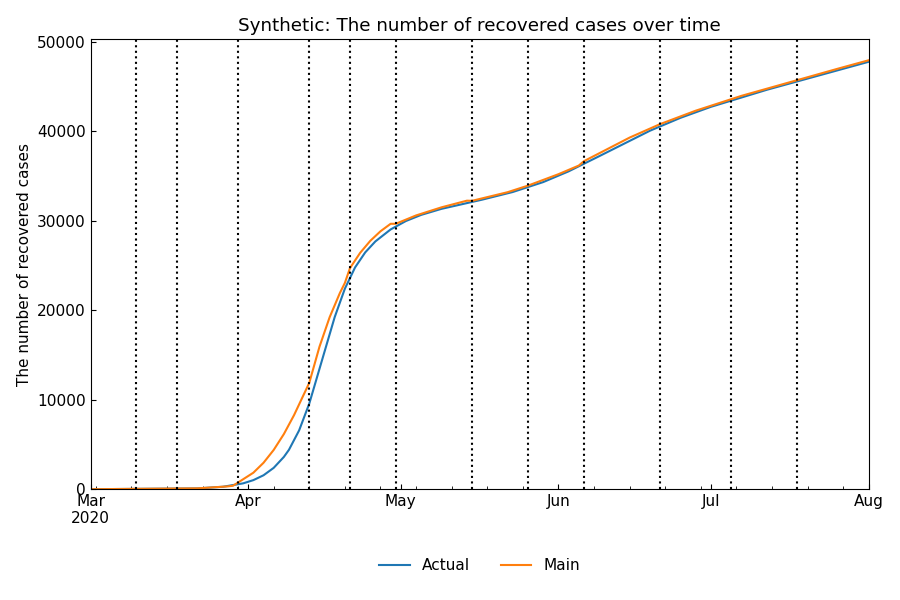 Synthetic: The number of recovered cases over time
The number of recovered cases
50000
40000
30000
20000
10000
0
Mar Apr May Jun Jul Aug
2020
Actual Main